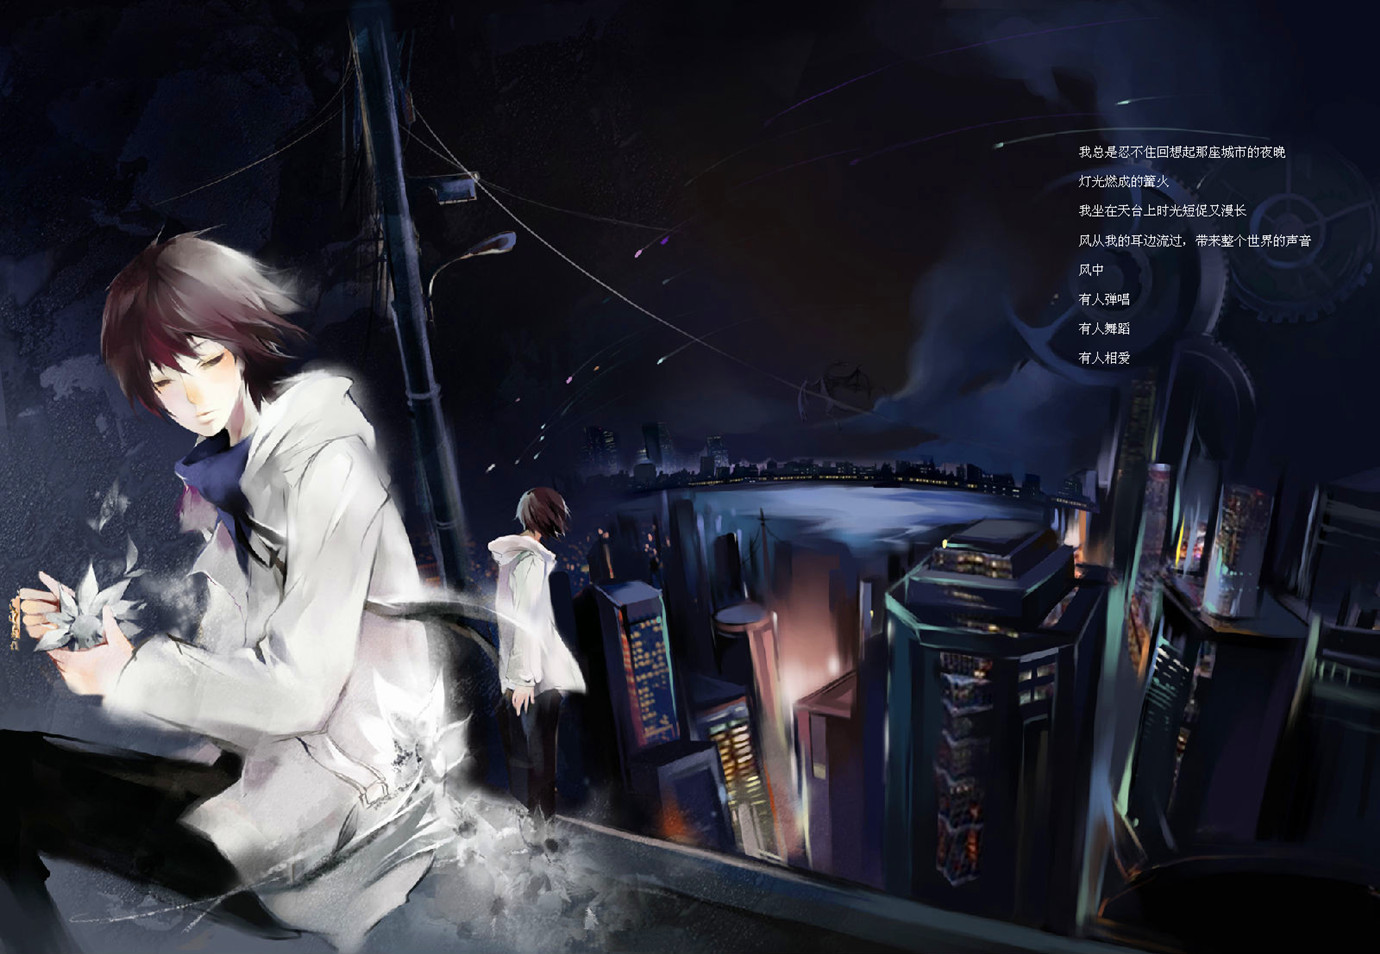 我总是忍不住回想起那座城市的夜晚
灯光燃成的篝火
我坐在天台上时光短促又漫长
风从我的耳边流过，带来整个世界的声音
风中
有人弹唱
有人舞蹈
有人相爱